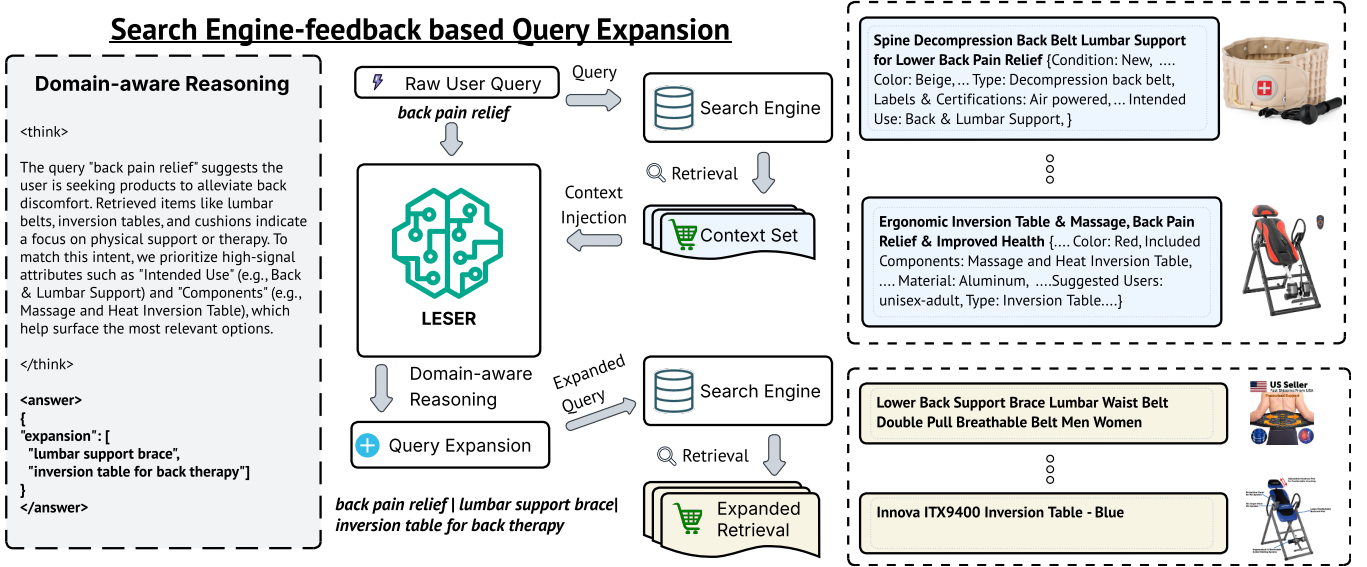 Search Engine-feedback based Query Expansion
Domain-aware Reasoning
<think>
The query "back pain relief" suggests the
user is seeking products to alleviate back
discomfort. Retrieved items like lumbar
belts, inversion tables, and cushions indicate
a focus on physical support or therapy. To
match this intent, we prioritize high-signal
attributes such as "Intended Use" (e.g., Back
& Lumbar Support) and "Components" (e.g.,
Massage and Heat Inversion Table), which
help surface the most relevant options.
</think>
<answer>
{
"expansion": [
"lumbar support brace",
"inversion table for back therapy"]
}
</answer>
Raw User Query
back pain relief
Query
Search Engine
Retrieval
Context
Injection
Context Set
LESER
Domain-aware
Reasoning
Query Expansion
back pain relief | lumbar support brace|
inversion table for back therapy
Expanded
Query
Search Engine
Retrieval
Expanded
Retrieval
Spine Decompression Back Belt Lumbar Support
for Lower Back Pain Relief {Condition: New, ....
Color: Beige, ... Type: Decompression back belt,
Labels & Certifications: Air powered, ... Intended
Use: Back & Lumbar Support, }
Ergonomic Inversion Table & Massage, Back Pain
Relief & Improved Health {.... Color: Red, Included
Components: Massage and Heat Inversion Table,
.... Material: Aluminum, ....Suggested Users:
unisex-adult, Type: Inversion Table....}
Lower Back Support Brace Lumbar Waist Belt
Double Pull Breathable Belt Men Women
US Seller
Innova ITX9400 Inversion Table - Blue